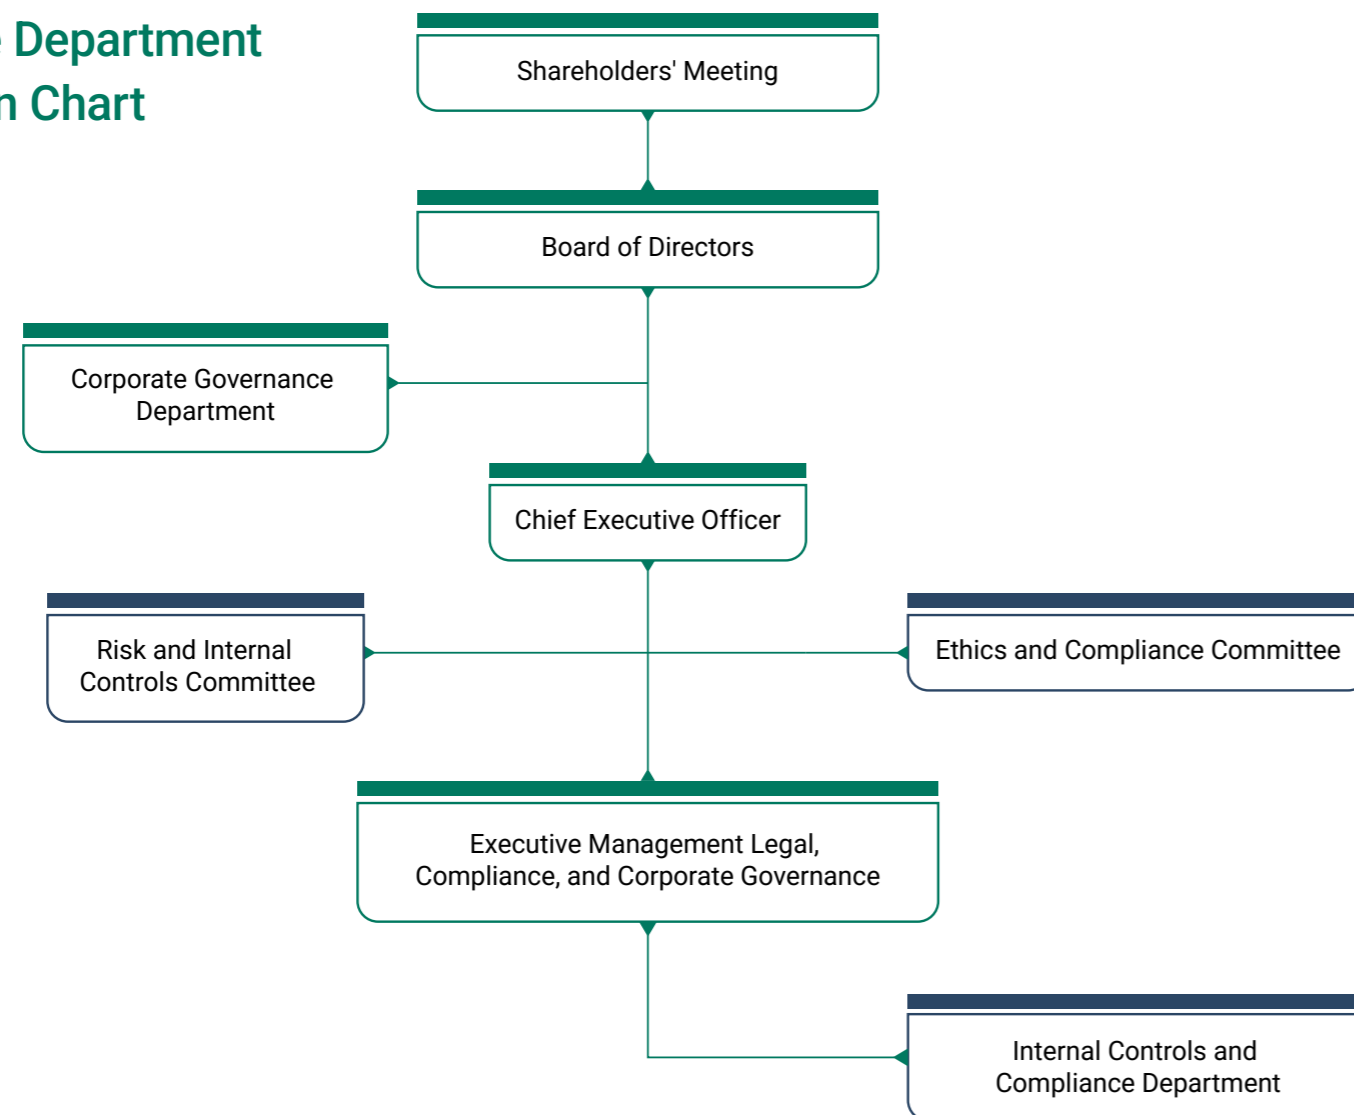 e Department
n Chart
Shareholders' Meeting
Board of Directors
Corporate Governance
Department
Chief Executive Officer
Risk and Internal
Controls Committee
Ethics and Compliance Committee
Executive Management Legal,
Compliance, and Corporate Governance
Internal Controls and
Compliance Department